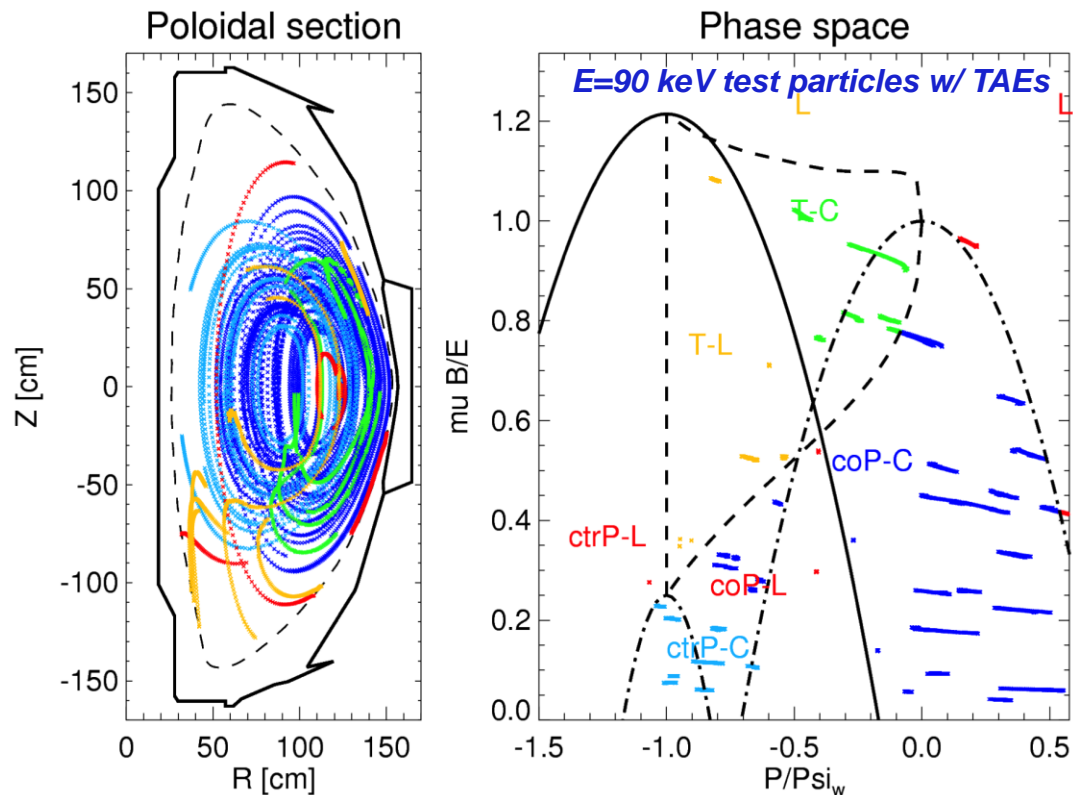 Poloidal section
Phase space
E=90 keV test particles w/ TAEs
L
L
T-C
T-L
coP-C
ctrP-L
coP-L
ctrP-C
150
100
50
0
-50
-100
-150
Z [cm]
0
50
100
150
R [cm]
1.2
1.0
0.8
0.6
0.4
0.2
0.0
mu B/E
-1.5
-1.0
-0.5
0.0
0.5
P/Psiw